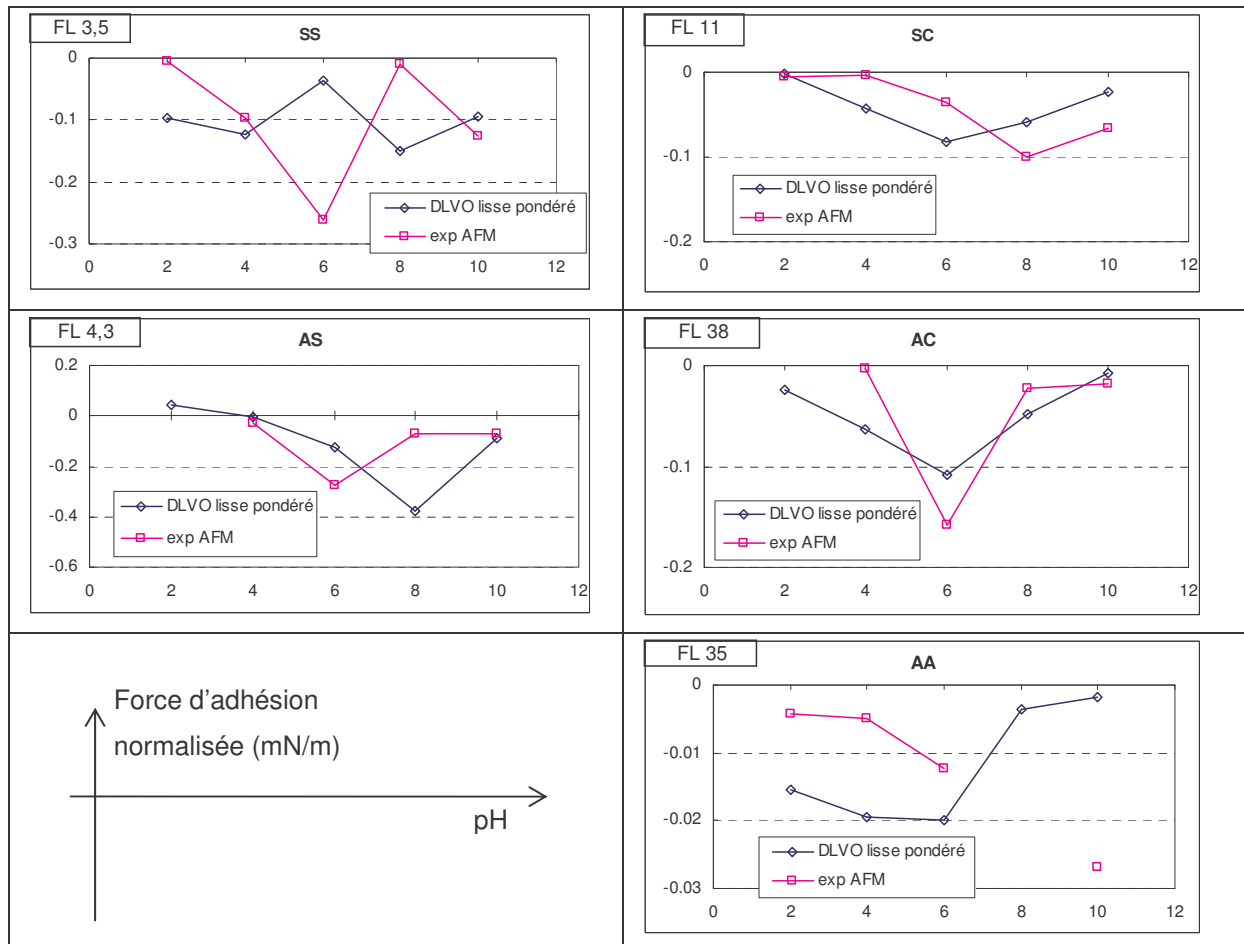 FL 3,5
SS
0
-0.1
-0.2
-0.3
DLVO lisse pondéré
exp AFM
0 2 4 6 8 10 12
FL 11
SC
0
-0.1
-0.2
DLVO lisse pondéré
exp AFM
0 2 4 6 8 10 12
FL 4,3
AS
0.2
0
-0.2
-0.4
-0.6
DLVO lisse pondéré
exp AFM
0 2 4 6 8 10 12
FL 38
AC
0
-0.1
-0.2
DLVO lisse pondéré
exp AFM
0 2 4 6 8 10 12
Force d'adhésion
normalisée (mN/m)
pH
FL 35
AA
0
-0.01
-0.02
-0.03
DLVO lisse pondéré
exp AFM
0 2 4 6 8 10 12